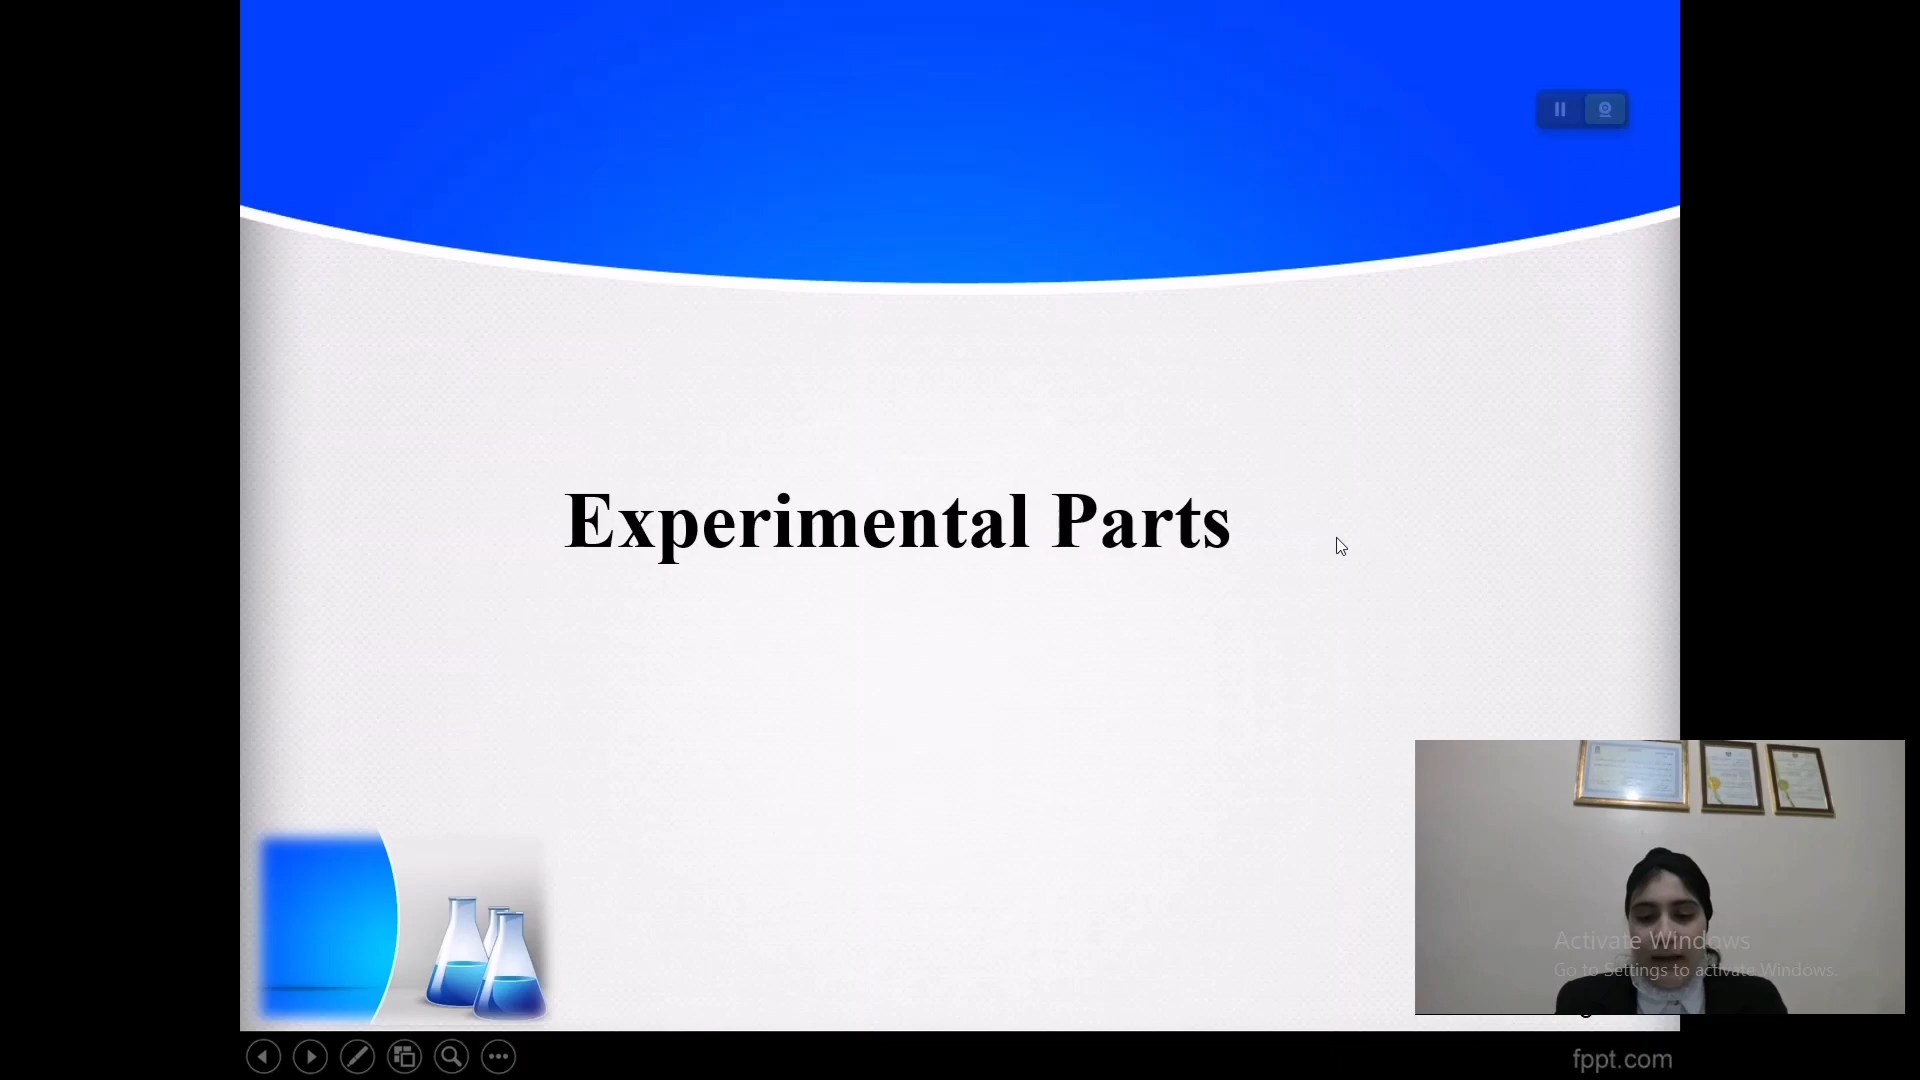 Experimental Parts
Activate Windows
Go to Settings to activate Windows.
fppt.com